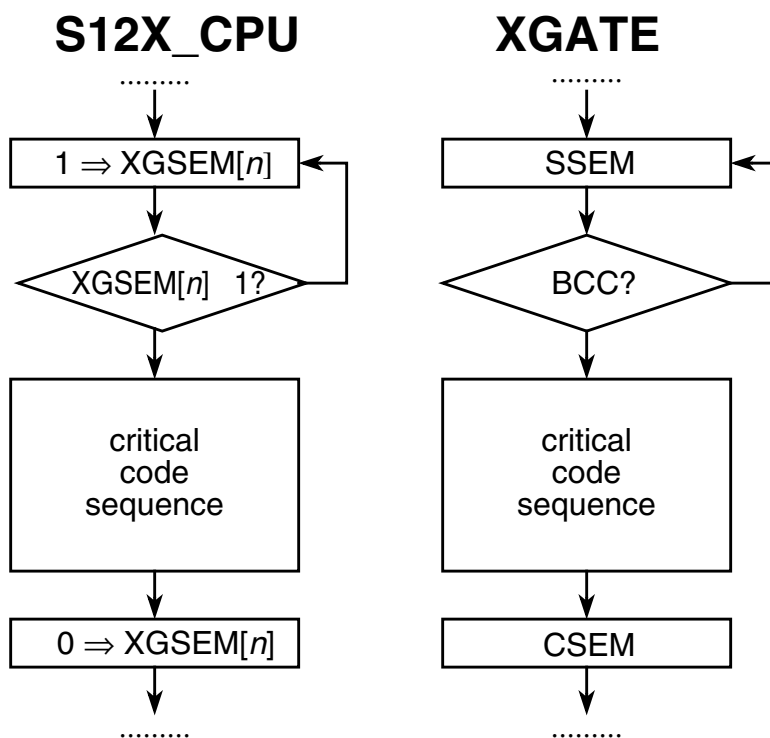 S12X_CPU
.........
1 ⇒ XGSEM[n]
XGSEM[n] 1?
critical
code
sequence
0 ⇒ XGSEM[n]
.........
XGATE
.........
SSEM
BCC?
critical
code
sequence
CSEM
.........